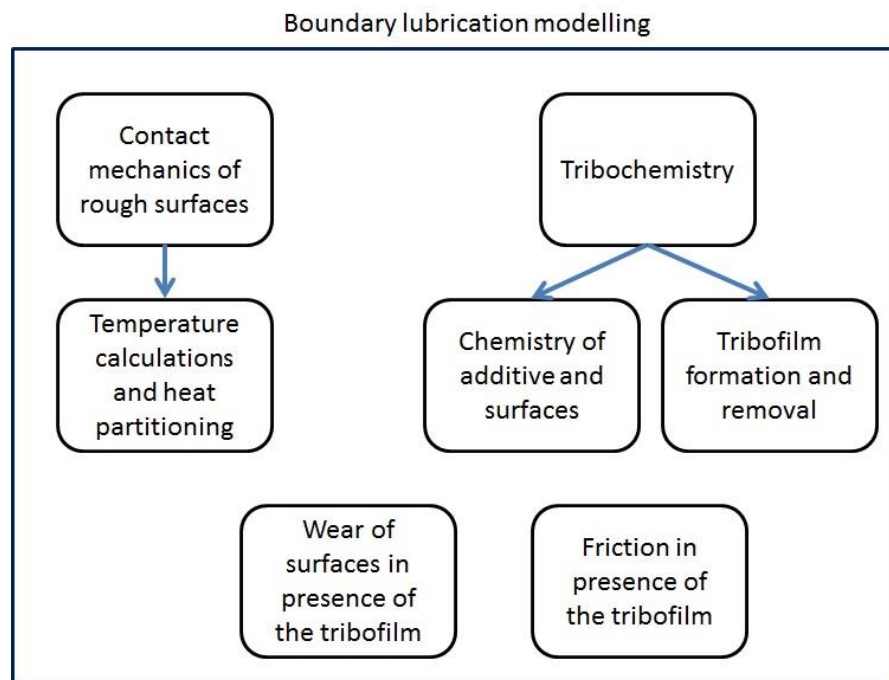 Boundary lubrication modelling
Contact
mechanics of
rough surfaces
Tribochemistry
Temperature
calculations
and heat
partitioning
Chemistry of
additive and
surfaces
Tribofilm
formation and
removal
Wear of
surfaces in
presence of
the tribofilm
Friction in
presence of
the tribofilm